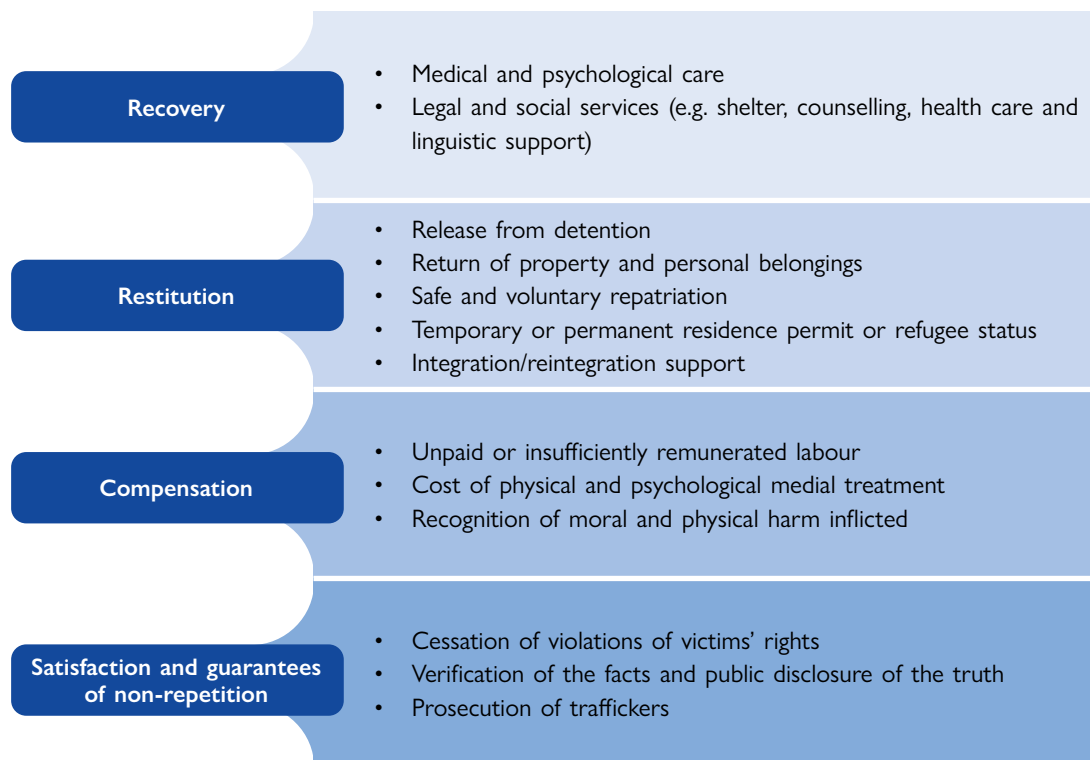 Recovery
• Medical and psychological care
• Legal and social services (e.g. shelter, counselling, health care and
linguistic support)
Restitution
• Release from detention
• Return of property and personal belongings
• Safe and voluntary repatriation
• Temporary or permanent residence permit or refugee status
• Integration/reintegration support
Compensation
• Unpaid or insufficiently remunerated labour
• Cost of physical and psychological medial treatment
• Recognition of moral and physical harm inflicted
Satisfaction and guarantees
of non-repetition
• Cessation of violations of victims’ rights
• Verification of the facts and public disclosure of the truth
• Prosecution of traffickers